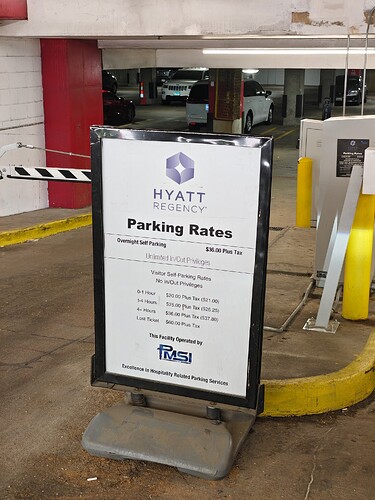 HYATT
REGENCY
Parking Rates
Overnight Self Parking $36.00 Plus Tax
Unlimited In/Out Privileges
Visitor Self-Parking Rates
No In/Out Privileges
0-1 Hour $20.00 Plus Tax ($21.00)
1-4 Hours $25.00 Plus Tax ($26.25)
4+ Hours $36.00 Plus Tax ($37.80)
Lost Ticket $60.00 Plus Tax
This Facility Operated by
PMSI
Excellence in Hospitality Related Parking Services